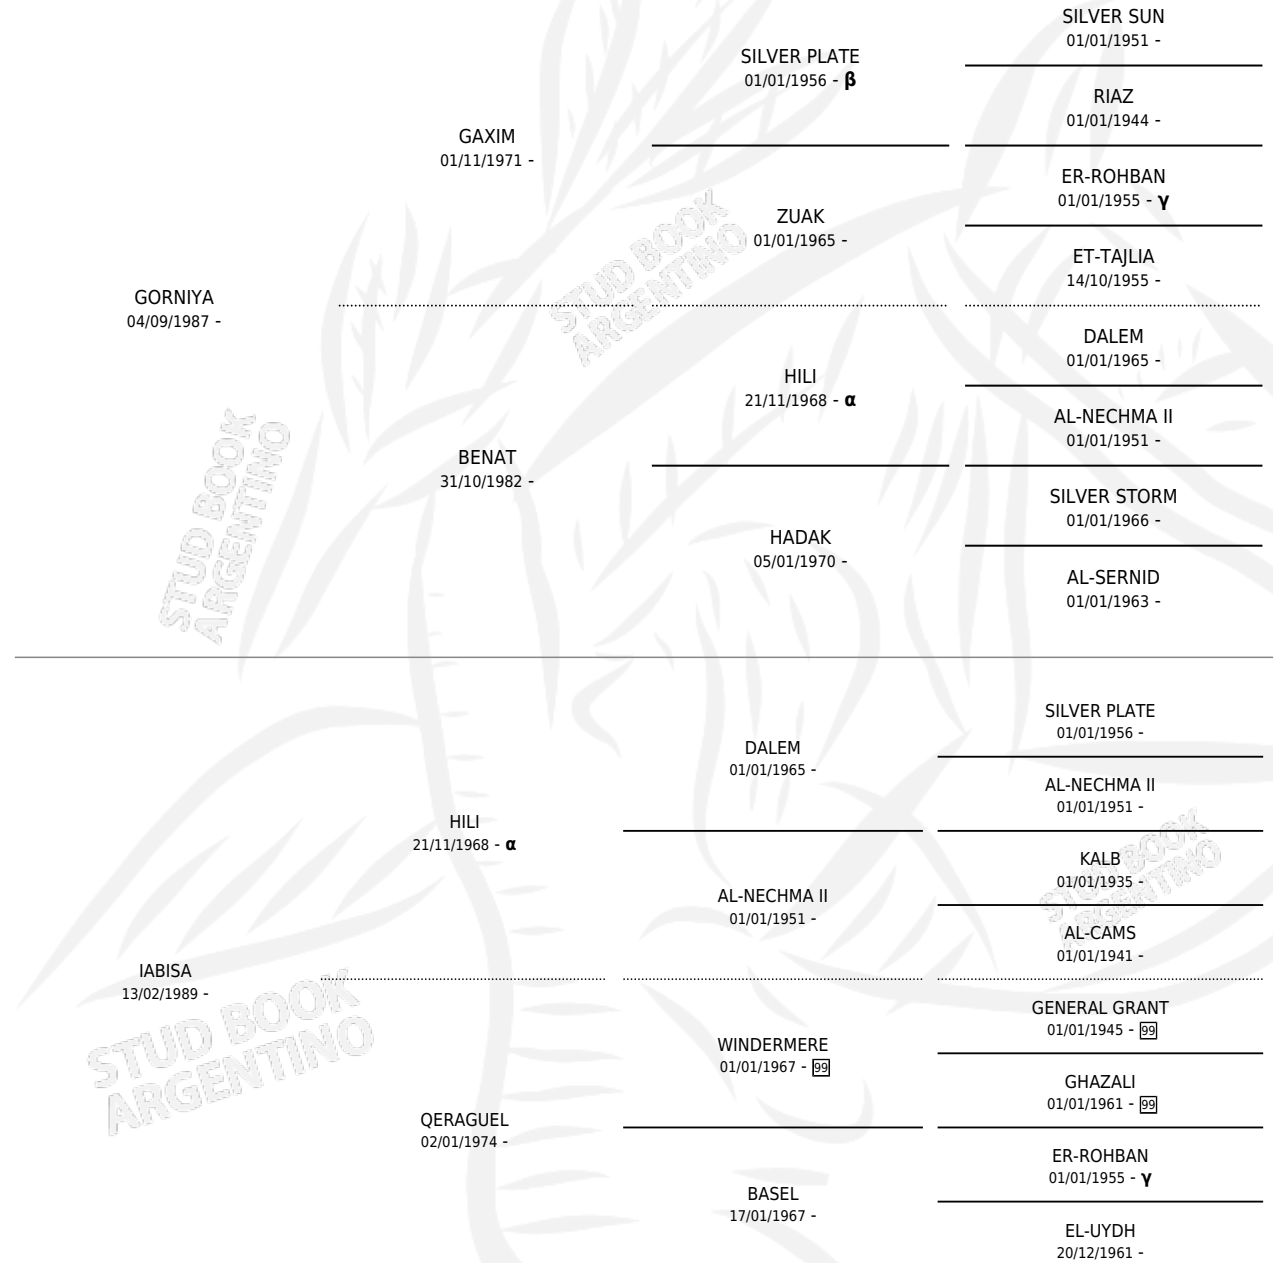 SILVER SUN
01/01/1951 -
SILVER PLATE
01/01/1956 - β
RIAZ
01/01/1944 -
GAXIM
01/11/1971 -
ER-ROHBAN
01/01/1955 - γ
ZUAK
01/01/1965 -
ET-TAJLIA
14/10/1955 -
GORNIYA
04/09/1987 -
DALEM
01/01/1965 -
HILI
21/11/1968 - α
AL-NECHMA II
01/01/1951 -
BENAT
31/10/1982 -
SILVER STORM
01/01/1966 -
HADAK
05/01/1970 -
AL-SERNID
01/01/1963 -
SILVER PLATE
01/01/1956 -
DALEM
01/01/1965 -
AL-NECHMA II
01/01/1951 -
HILI
21/11/1968 - α
KALB
01/01/1935 -
AL-NECHMA II
01/01/1951 -
AL-CAMS
01/01/1941 -
IABISA
13/02/1989 -
GENERAL GRANT
01/01/1945 - 99
WINDERMERE
01/01/1967 - 99
GHAZALI
01/01/1961 - 99
QERAGUEL
02/01/1974 -
ER-ROHBAN
01/01/1955 - γ
BASEL
17/01/1967 -
EL-UYDH
20/12/1961 -
STUD BOOK
ARGENTINO
STUD BOOK
ARGENTINO
STUD BOOK
ARGENTINO
STUD BOOK
ARGENTINO